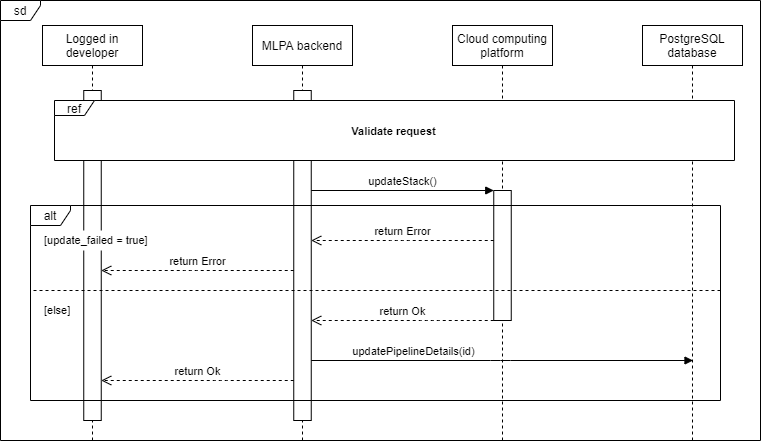 sd
Logged in
developer
MLPA backend
Cloud computing
platform
PostgreSQL
database
ref
Validate request
updateStack()
alt
return Error
[update_failed = true]
return Error
[else]
return Ok
updatePipelineDetails(id)
return Ok